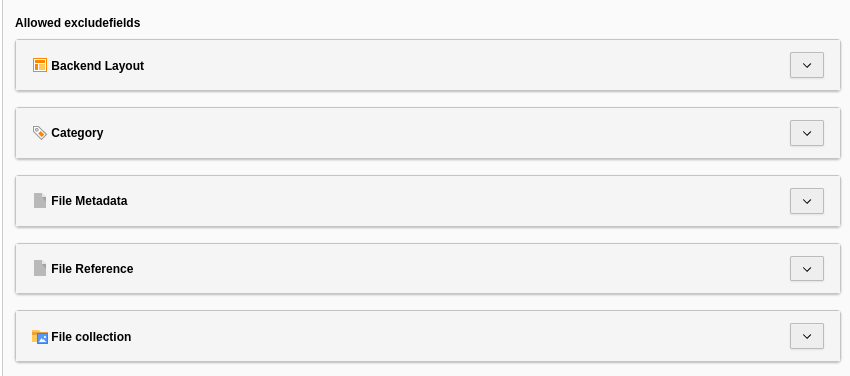 Allowed excludefields
Backend Layout
Category
File Metadata
File Reference
File collection